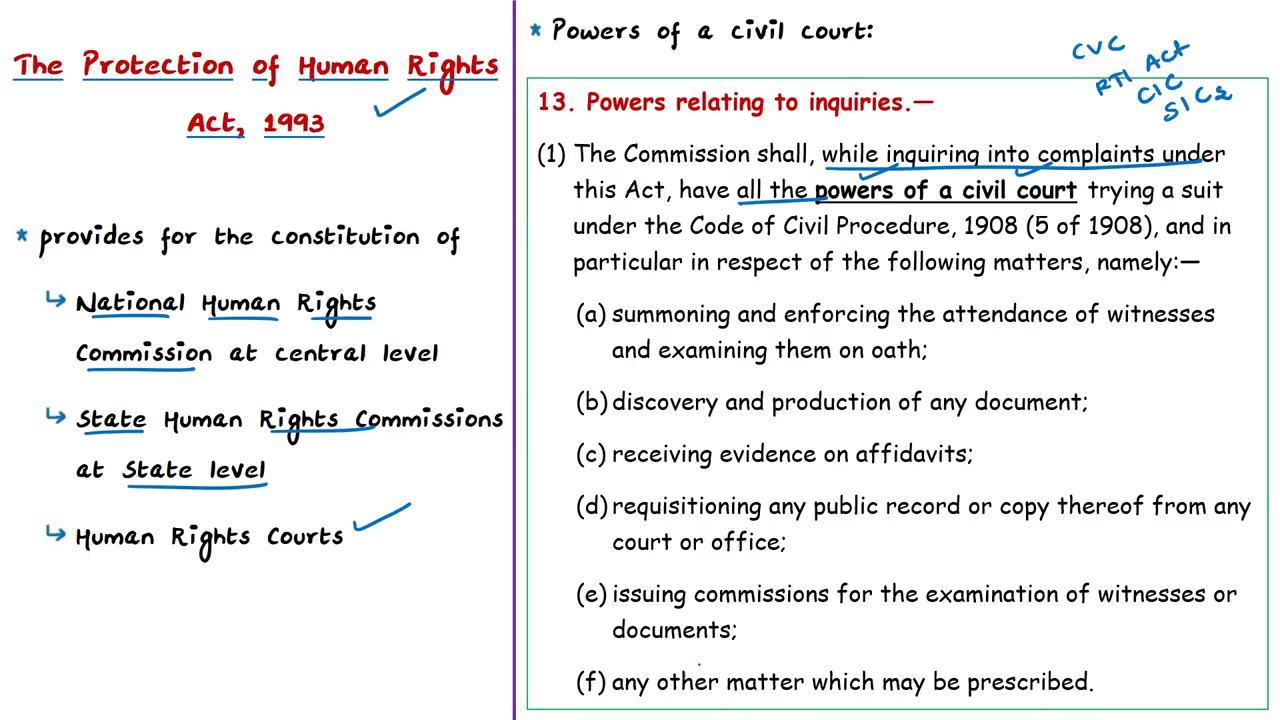 The Protection of Human Rights
Act, 1993
* provides for the constitution of
↳ National Human Rights
Commission at central level
↳ State Human Rights Commissions
at State level
↳ Human Rights Courts
* Powers of a civil court:
CVC
RTI Act
CIC
SICs
13. Powers relating to inquiries.—
(1) The Commission shall, while inquiring into complaints under
this Act, have all the powers of a civil court trying a suit
under the Code of Civil Procedure, 1908 (5 of 1908), and in
particular in respect of the following matters, namely:—
(a) summoning and enforcing the attendance of witnesses
and examining them on oath;
(b) discovery and production of any document;
(c) receiving evidence on affidavits;
(d) requisitioning any public record or copy thereof from any
court or office;
(e) issuing commissions for the examination of witnesses or
documents;
(f) any other matter which may be prescribed.